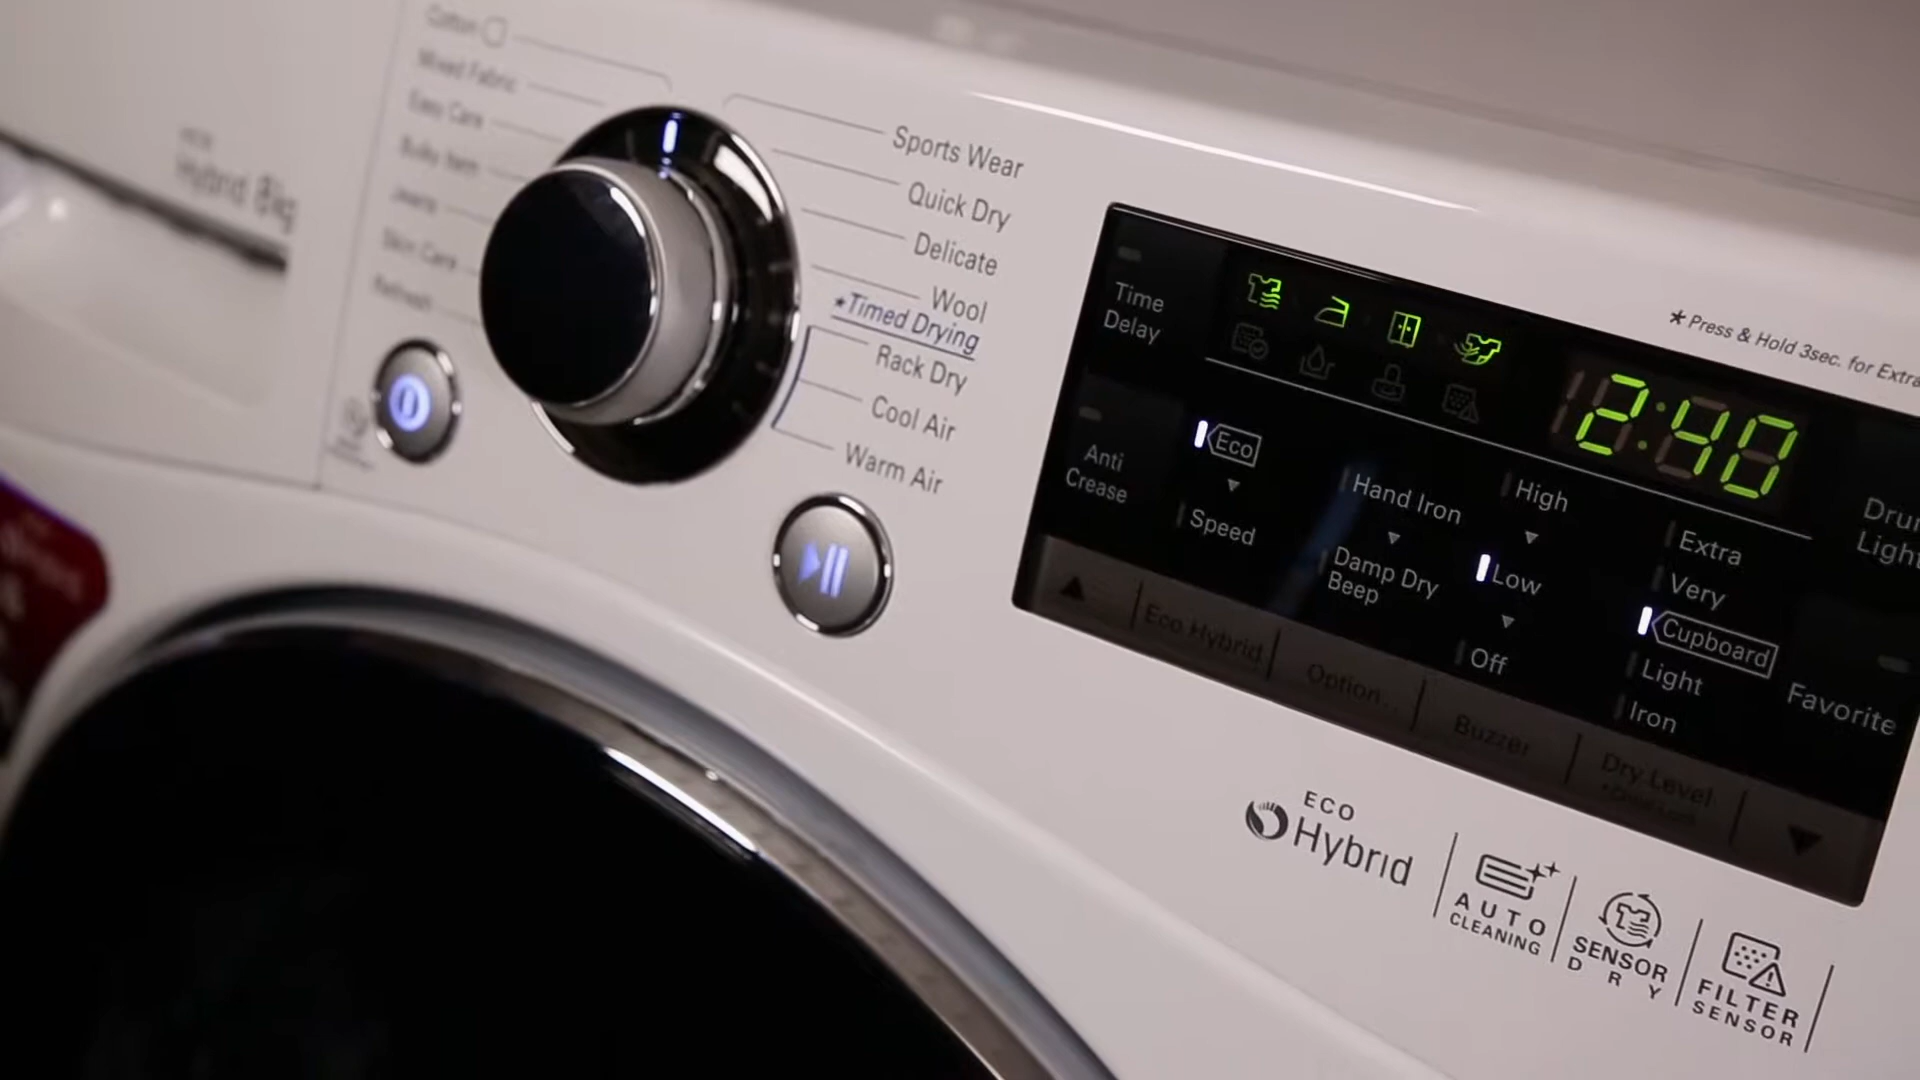 Cotton
Mixed Fabric
Easy Care
Bulky Item
Jeans
Skin Care
Refresh
Hybrid
Sports Wear
Quick Dry
Delicate
Wool
*Timed Drying
Rack Dry
Cool Air
Warm Air
Time
Delay
Anti
Crease
2:40
*Press & Hold 3sec. for Extra
Eco
Speed
Hand Iron
Damp Dry
Beep
High
Low
Off
Extra
Very
Cupboard
Light
Iron
Drum
Light
Favorite
Eco Hybrid
Option
Buzzer
Dry Level
ECO
Hybrid
AUTO
CLEANING
SENSOR
DRY
FILTER
SENSOR